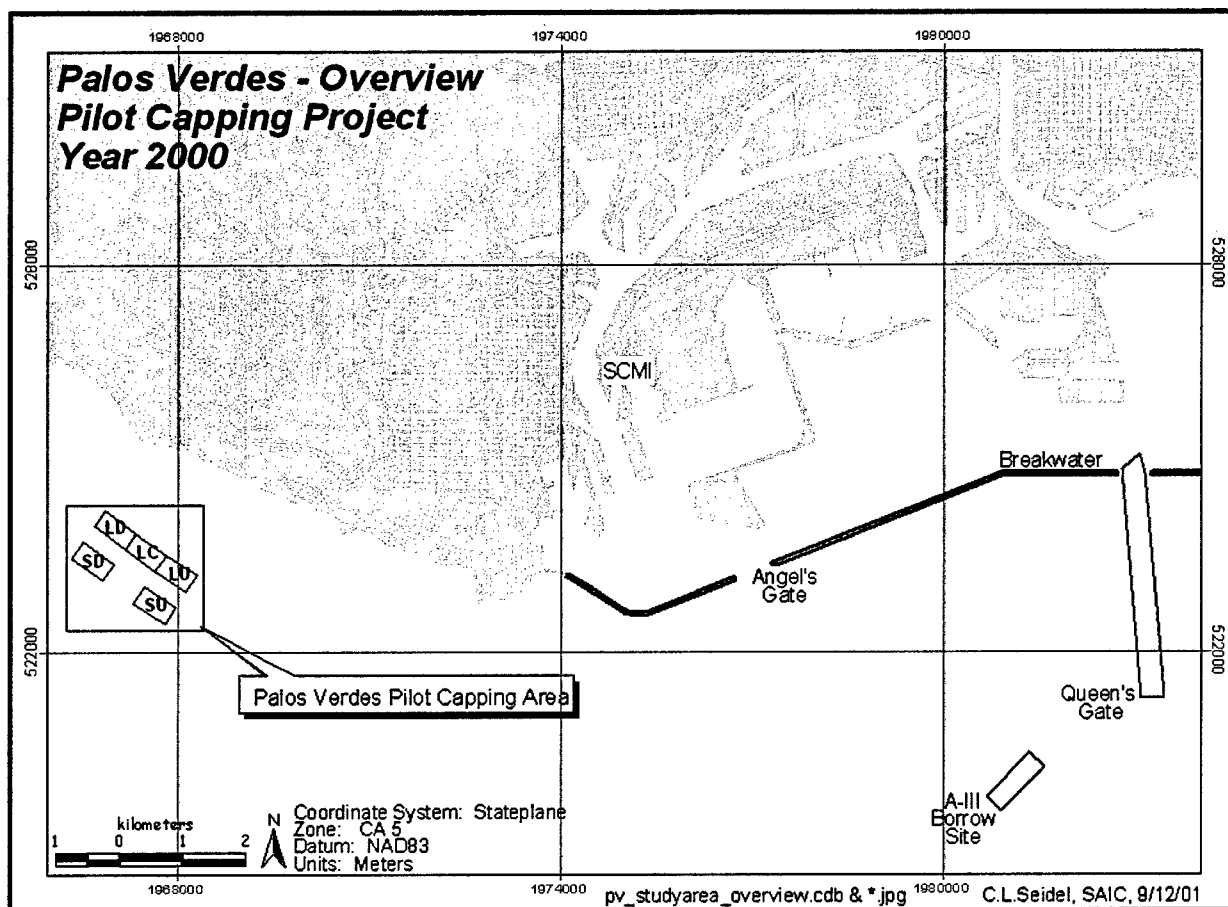 1968000
1974000
1980000
Palos Verdes - Overview
Pilot Capping Project
Year 2000
528000
528000
SCMI
Breakwater
LD
LC
LU
SD
SU
Angel's
Gate
522000
522000
Palos Verdes Pilot Capping Area
Queen's
Gate
A-III
Borrow
Site
kilometers
1 0 1 2
N
Coordinate System: Stateplane
Zone: CA 5
Datum: NAD83
Units: Meters
1968000
1974000
1980000
pv_studyarea_overview.cdb & *.jpg
C.L.Seidel, SAIC, 9/12/01